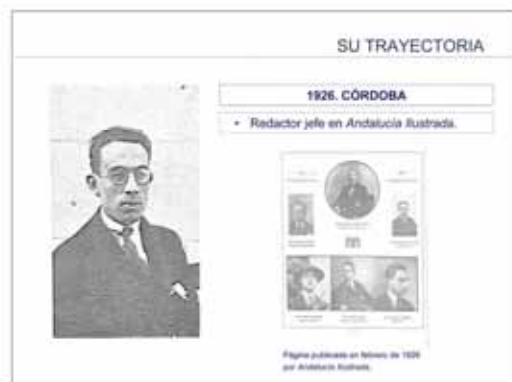 SU TRAYECTORIA
1926. CÓRDOBA
• Redactor jefe en Andalucía Ilustrada.
Página publicada en febrero de 1926
por Andalucía Ilustrada.